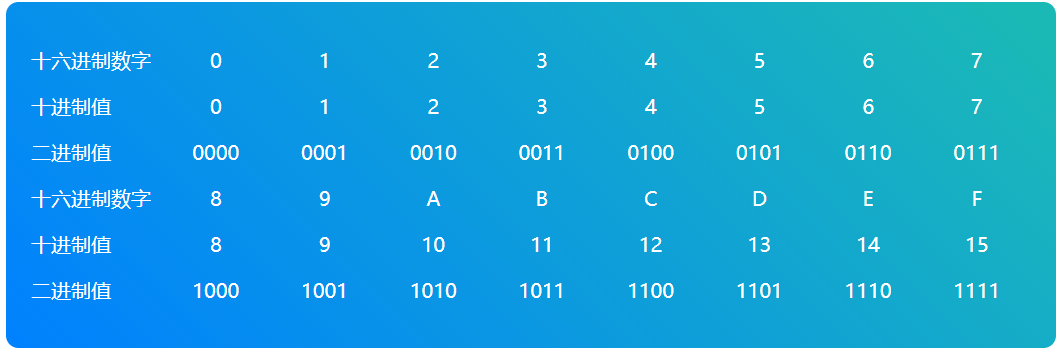 十六进制数字 0 1 2 3 4 5 6 7
十进制值 0 1 2 3 4 5 6 7
二进制值 0000 0001 0010 0011 0100 0101 0110 0111
十六进制数字 8 9 A B C D E F
十进制值 8 9 10 11 12 13 14 15
二进制值 1000 1001 1010 1011 1100 1101 1110 1111